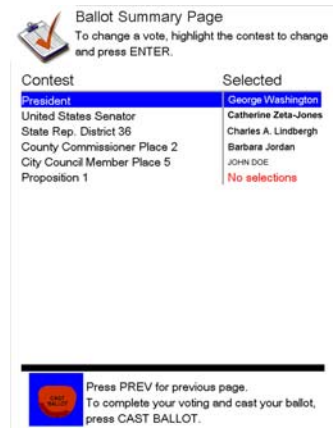 Ballot Summary Page
To change a vote, highlight the contest to change
and press ENTER.
Contest Selected
President George Washington
United States Senator Catherine Zeta-Jones
State Rep. District 36 Charles A. Lindbergh
County Commissioner Place 2 Barbara Jordan
City Council Member Place 5 JOHN DOE
Proposition 1 No selections
CAST
BALLOT
Press PREV for previous page.
To complete your voting and cast your ballot,
press CAST BALLOT.